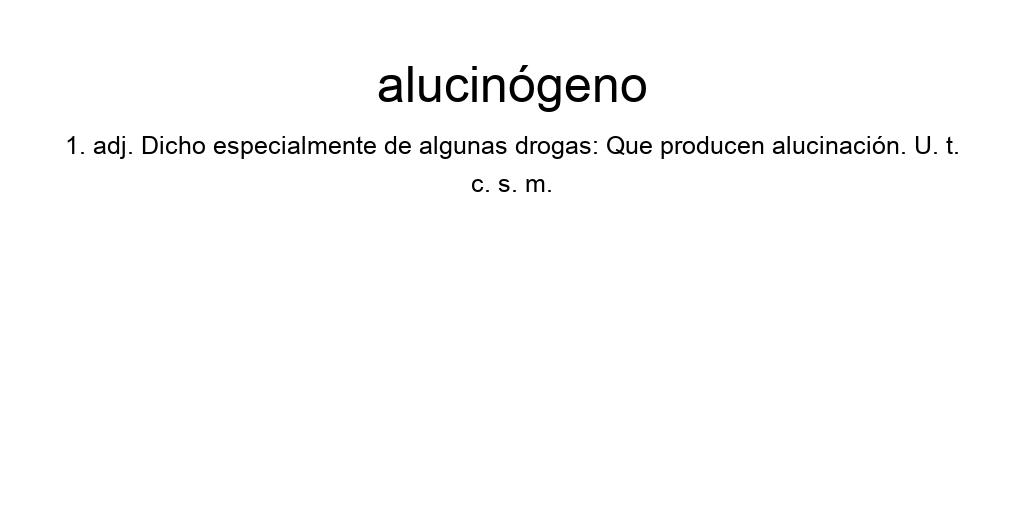 alucinógeno
1. adj. Dicho especialmente de algunas drogas: Que producen alucinación. U. t.
c. s. m.